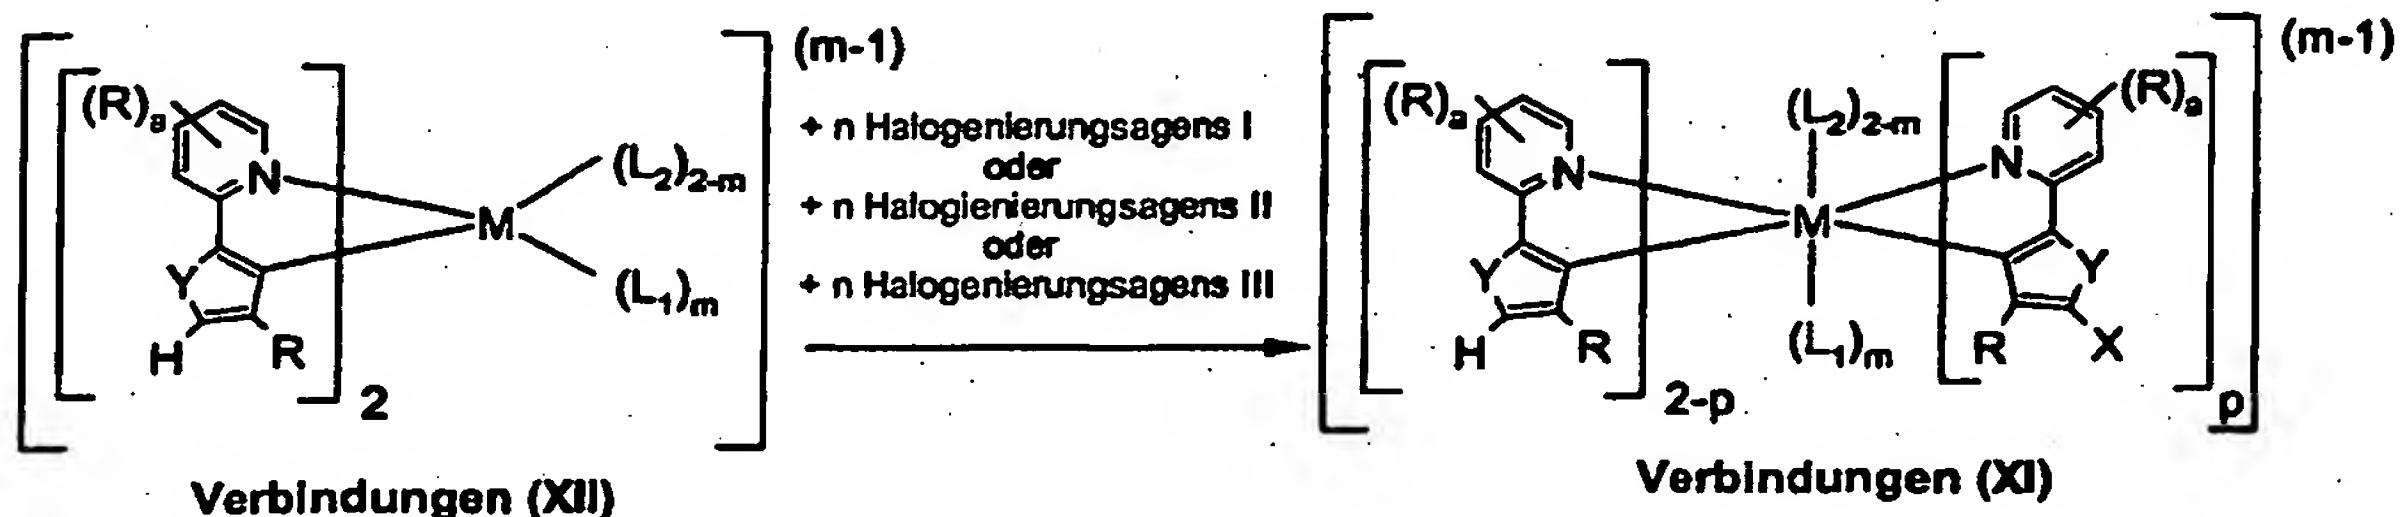 (m-1)
(R)a
N
M
(L2)2-m
(L1)m
Y
H
R
2
+ n Halogenierungsagens I
oder
+ n Halogienierungsagens II
oder
+ n Halogenierungsagens III
(m-1)
(R)a
N
(L2)2-m
M
(L1)m
N
(R)a
Y
H
R
2-p
Y
R
X
p
Verbindungen (XII)
Verbindungen (XI)